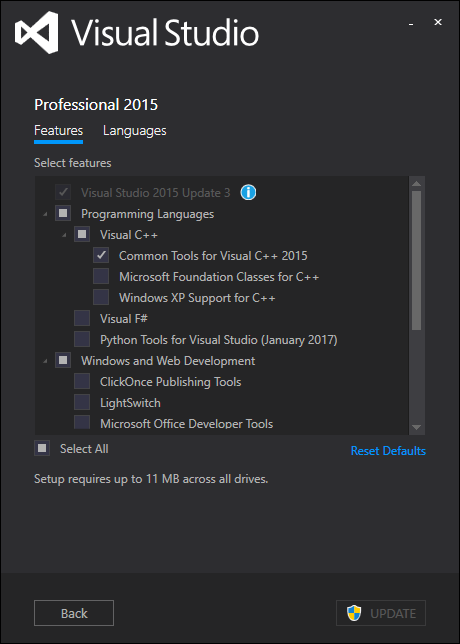 Visual Studio
Professional 2015
Features Languages
Select features
Visual Studio 2015 Update 3
Programming Languages
Visual C++
Common Tools for Visual C++ 2015
Microsoft Foundation Classes for C++
Windows XP Support for C++
Visual F#
Python Tools for Visual Studio (January 2017)
Windows and Web Development
ClickOnce Publishing Tools
LightSwitch
Microsoft Office Developer Tools
Select All Reset Defaults
Setup requires up to 11 MB across all drives.
Back UPDATE